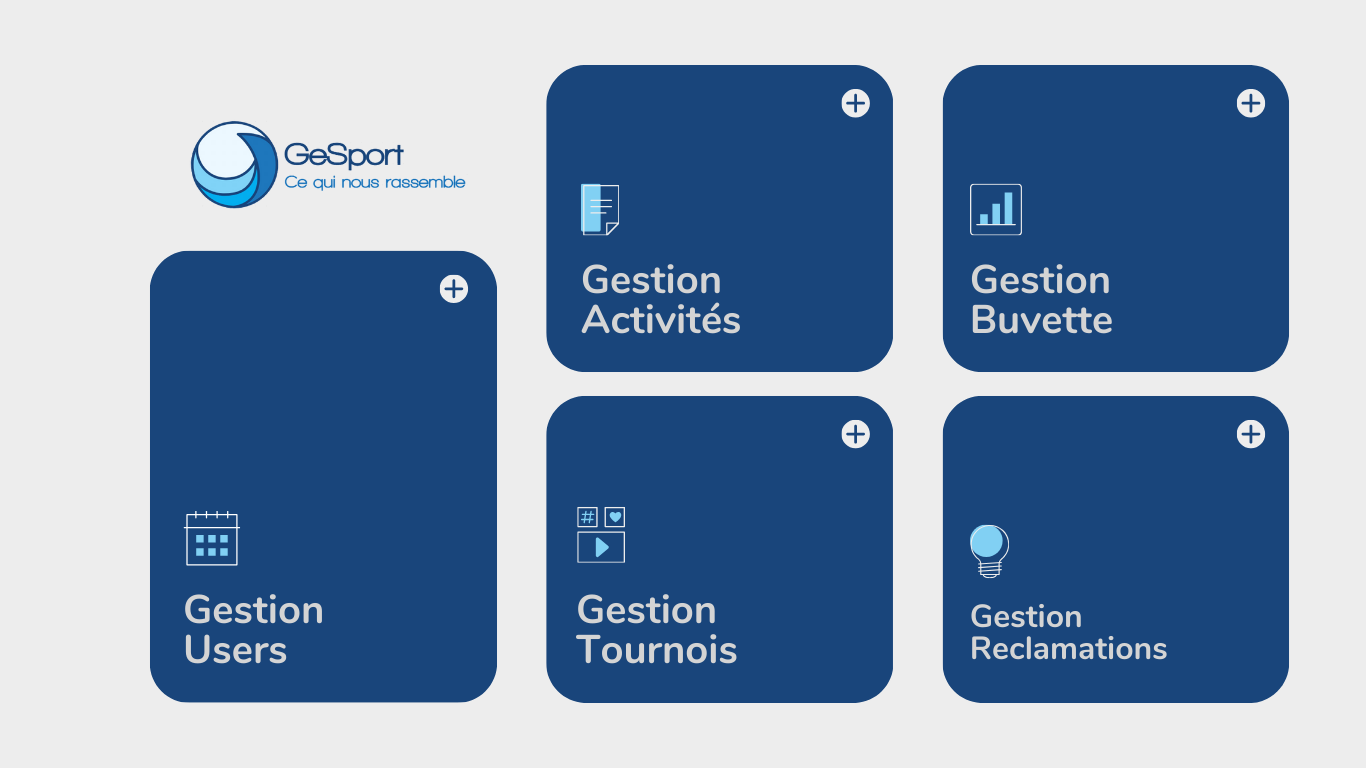 GeSport
Ce qui nous rassemble
Gestion
Users
Gestion
Activités
Gestion
Buvette
#
Gestion
Tournois
Gestion
Reclamations